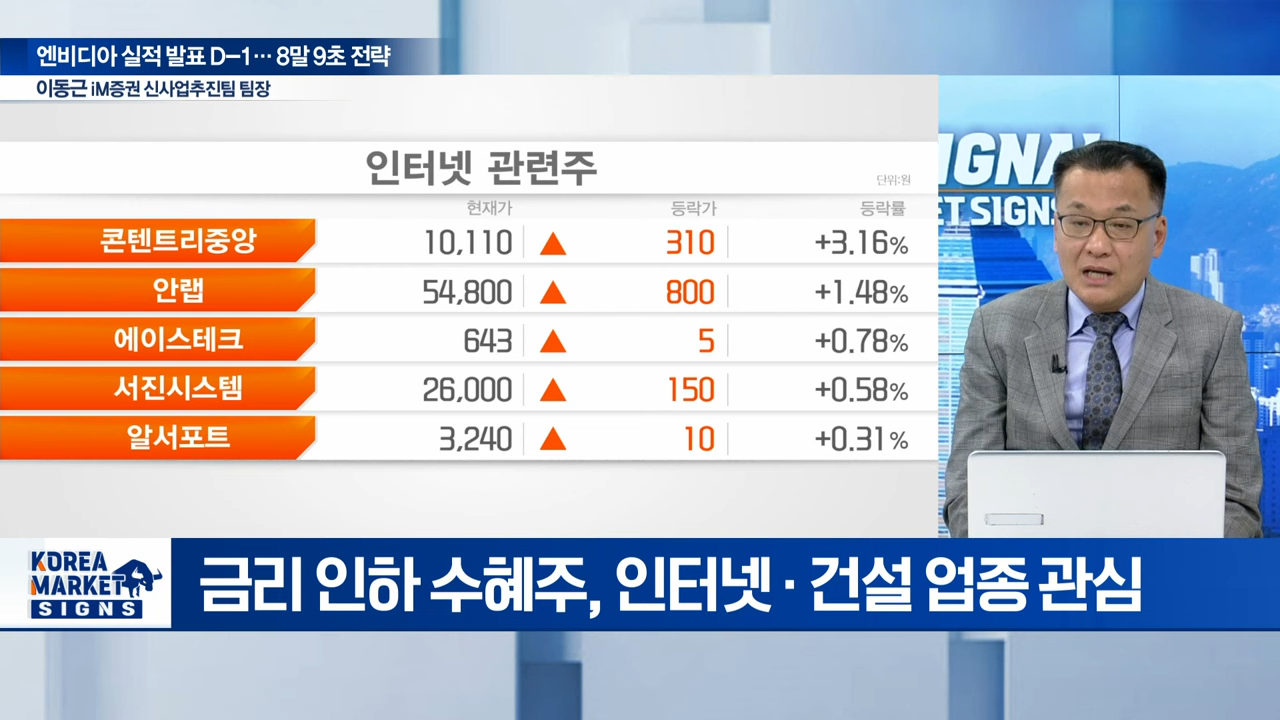 엔비디아 실적 발표 D-1… 8말 9초 전략
이동근 iM증권 신사업추진팀 팀장
인터넷 관련주
단위:원
현재가 등락가 등락률
콘텐트리중앙 10,110 ▲ 310 +3.16%
안랩 54,800 ▲ 800 +1.48%
에이스테크 643 ▲ 5 +0.78%
서진시스템 26,000 ▲ 150 +0.58%
알서포트 3,240 ▲ 10 +0.31%
KOREA
MARKET
SIGNS
금리 인하 수혜주, 인터넷·건설 업종 관심